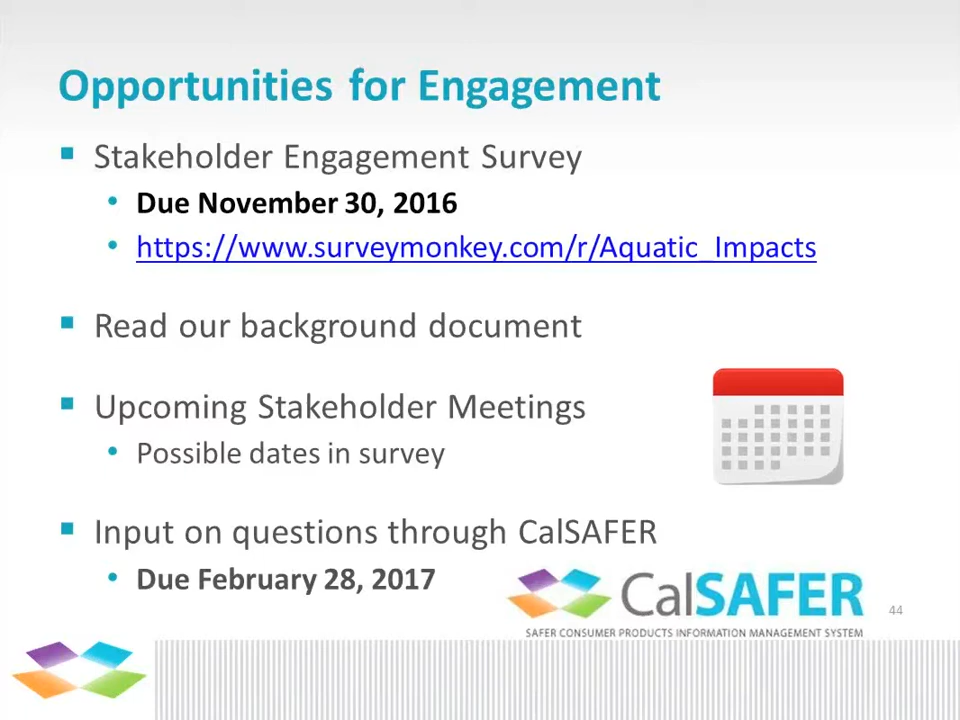 Opportunities for Engagement
Stakeholder Engagement Survey
Due November 30, 2016
https://www.surveymonkey.com/r/Aquatic_Impacts
Read our background document
Upcoming Stakeholder Meetings
Possible dates in survey
Input on questions through CalSAFER
Due February 28, 2017
CalSAFER
SAFER CONSUMER PRODUCTS INFORMATION MANAGEMENT SYSTEM
44